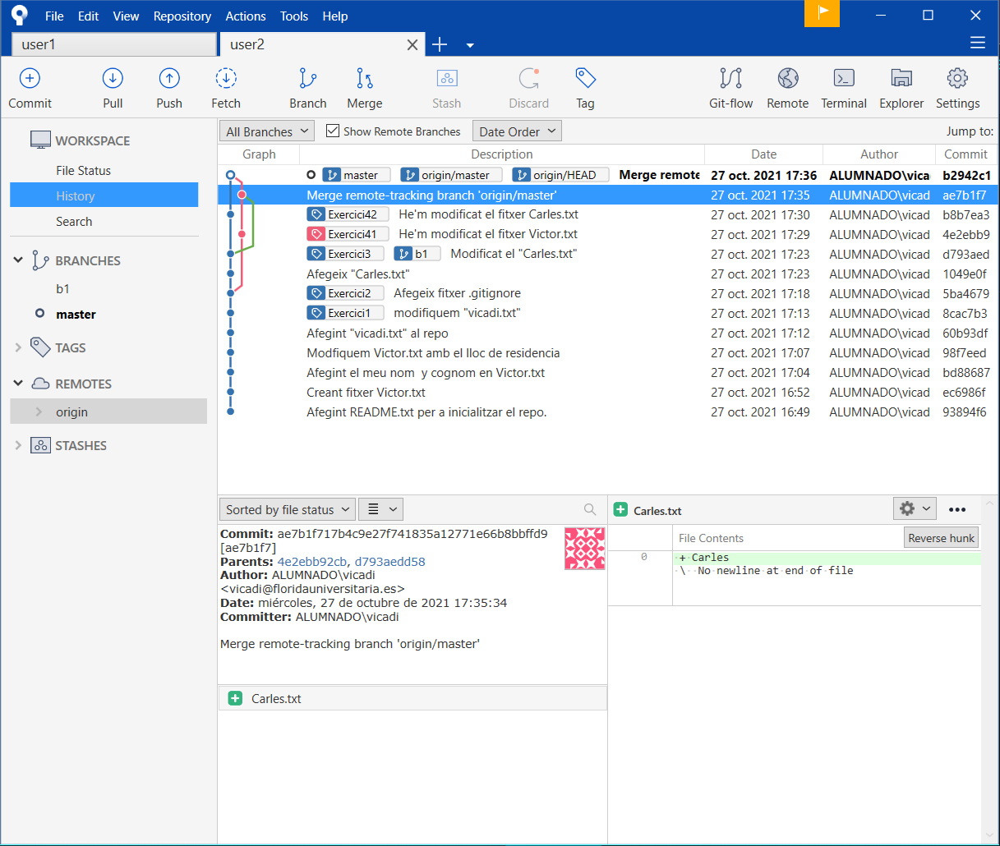 File Edit View Repository Actions Tools Help
user1 user2
Commit Pull Push Fetch Branch Merge Stash Discard Tag Git-flow Remote Terminal Explorer Settings
WORKSPACE
File Status
History
Search
BRANCHES
b1
master
TAGS
REMOTES
origin
STASHES
All Branches Show Remote Branches Date Order Jump to:
Graph Description Date Author Commit
master origin/master origin/HEAD Merge remote 27 oct. 2021 17:36 ALUMNADO\vica b2942c1
Merge remote-tracking branch 'origin/master' 27 oct. 2021 17:35 ALUMNADO\vicad ae7b1f7
Exercici42 He'm modificat el fitxer Carles.txt 27 oct. 2021 17:30 ALUMNADO\vicad b8b7ea3
Exercici41 He'm modificat el fitxer Victor.txt 27 oct. 2021 17:29 ALUMNADO\vicad 4e2ebb9
Exercici3 b1 Modificat el "Carles.txt" 27 oct. 2021 17:23 ALUMNADO\vicad d793aed
Afegeix "Carles.txt" 27 oct. 2021 17:23 ALUMNADO\vicad 1049e0f
Exercici2 Afegeix fitxer .gitignore 27 oct. 2021 17:18 ALUMNADO\vicad 5ba4679
Exercici1 modifiquem "vicadi.txt" 27 oct. 2021 17:13 ALUMNADO\vicad 8cac7b3
Afegint "vicadi.txt" al repo 27 oct. 2021 17:12 ALUMNADO\vicad 60b93df
Modfiquem Victor.txt amb el lloc de residencia 27 oct. 2021 17:07 ALUMNADO\vicad 98f7eed
Afegint el meu nom  y cognom en Victor.txt 27 oct. 2021 17:04 ALUMNADO\vicad bd88687
Creant fitxer Victor.txt 27 oct. 2021 16:52 ALUMNADO\vicad ec6986f
Afegint README.txt per a inicialitzar el repo. 27 oct. 2021 16:49 ALUMNADO\vicad 93894f6
Sorted by file status
Commit: ae7b1f717b4c9e27f741835a12771e66b8bbffd9
[ae7b1f7]
Parents: 4e2ebb92cb, d793aedd58
Author: ALUMNADO\vicadi
<vicadi@floridauniversitaria.es>
Date: miércoles, 27 de octubre de 2021 17:35:34
Committer: ALUMNADO\vicadi
Merge remote-tracking branch 'origin/master'
Carles.txt
Carles.txt
File Contents Reverse hunk
0 + Carles
\ No newline at end of file